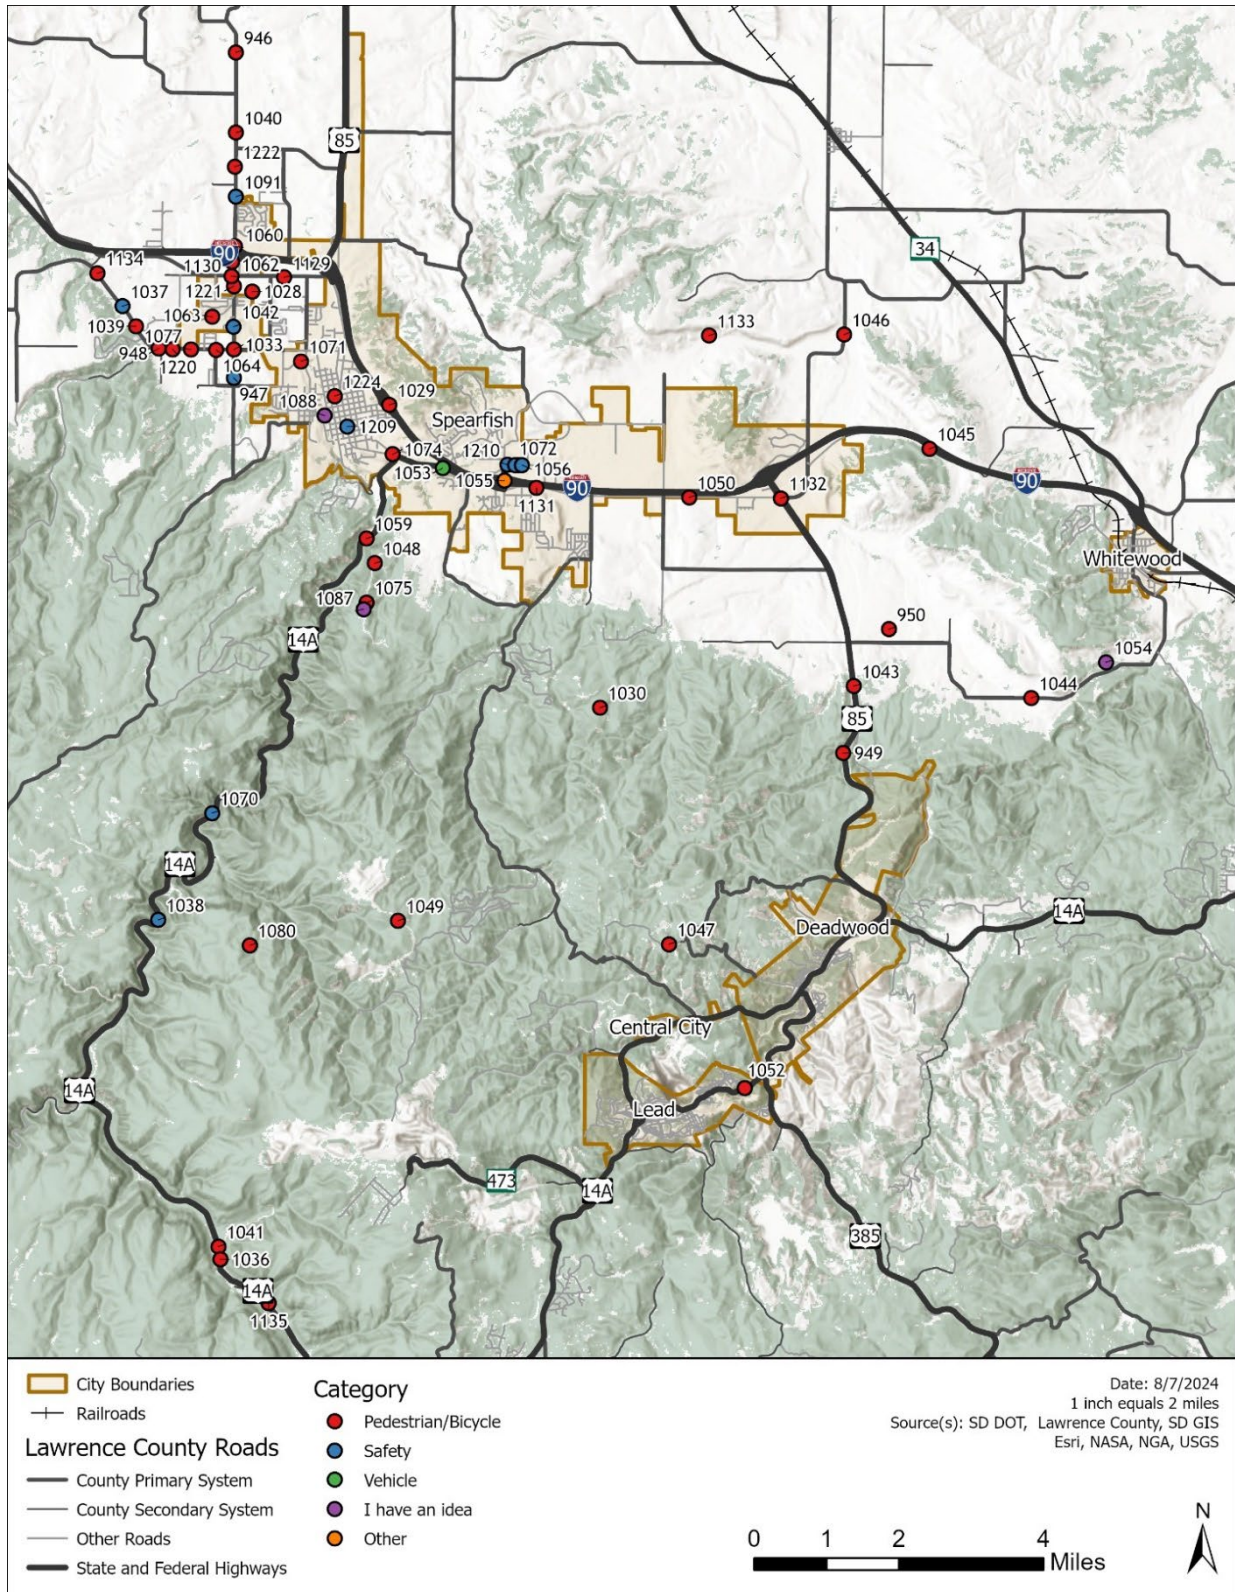 946
1040
85
1222
1091
1060
90
34
1134
1130
1062
1129
1221
1028
1037
1063
1042
1039
1077
1133
1046
948
1033
1220
1064
1071
947
1224
1029
1088
Spearfish
1209
1045
1074
1210
1072
1053
1056
90
1055
90
1050
1132
1131
1059
1048
Whitewood
1075
1087
14A
950
1054
1043
1044
1030
85
949
1070
14A
1038
1049
14A
1080
1047
Deadwood
Central City
1052
14A
Lead
473
14A
1041
385
1036
14A
1135
City Boundaries
Railroads
Lawrence County Roads
County Primary System
County Secondary System
Other Roads
State and Federal Highways
Category
Pedestrian/Bicycle
Safety
Vehicle
I have an idea
Other
Date: 8/7/2024
1 inch equals 2 miles
Source(s): SD DOT, Lawrence County, SD GIS
Esri, NASA, NGA, USGS
N
0 1 2 4
Miles